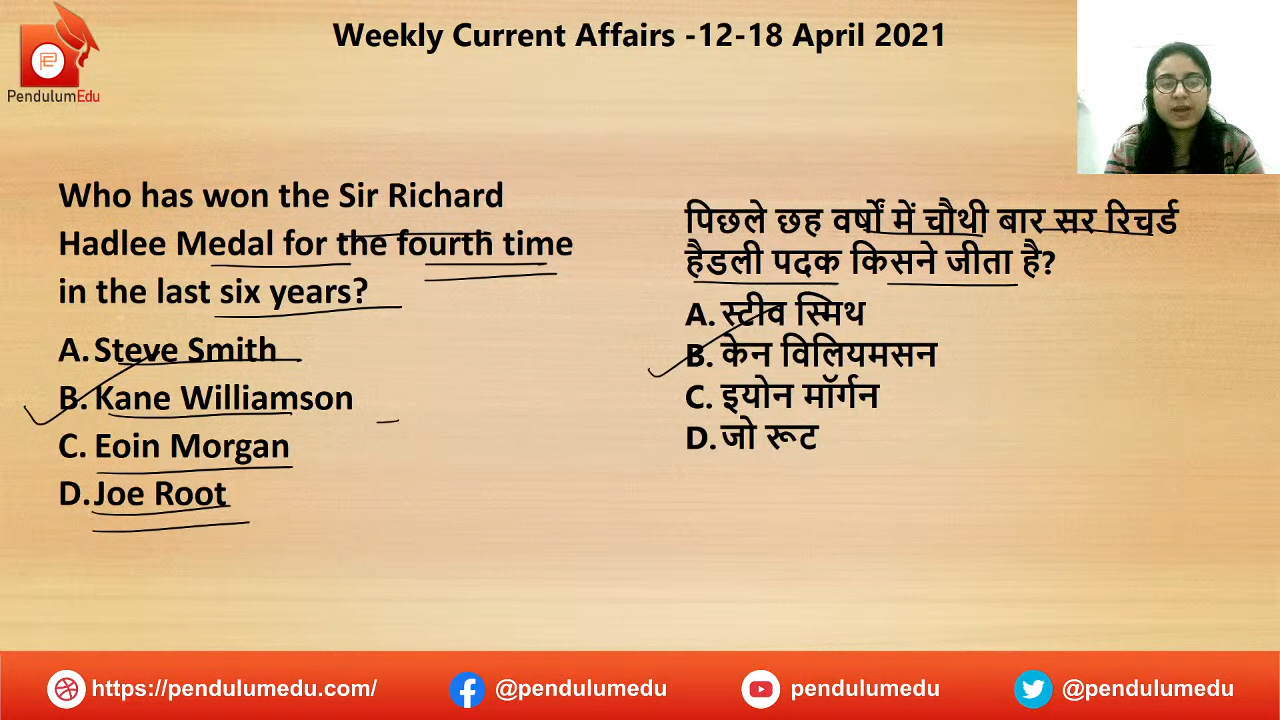 Weekly Current Affairs -12-18 April 2021
PendulumEdu
Who has won the Sir Richard
Hadlee Medal for the fourth time
in the last six years?
A. Steve Smith
B. Kane Williamson
C. Eoin Morgan
D. Joe Root
पिछले छह वर्षों में चौथी बार सर रिचर्ड
हैडली पदक किसने जीता है?
A. स्टीव स्मिथ
B. केन विलियमसन
C. इयोन मॉर्गन
D. जो रूट
https://pendulumedu.com/
@pendulumedu
pendulumedu
@pendulumedu